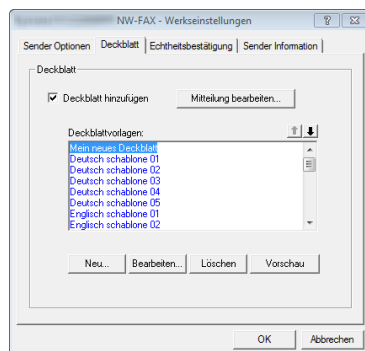 NW-FAX - Werkseinstellungen
Sender Optionen Deckblatt Echtheitsbestätigung Sender Information
Deckblatt
Deckblatt hinzufügen Mitteilung bearbeiten...
Deckblattvorlagen:
Mein neues Deckblatt
Deutsch schablone 01
Deutsch schablone 02
Deutsch schablone 03
Deutsch schablone 04
Deutsch schablone 05
Englisch schablone 01
Englisch schablone 02
Neu... Bearbeiten... Löschen Vorschau
OK Abbrechen